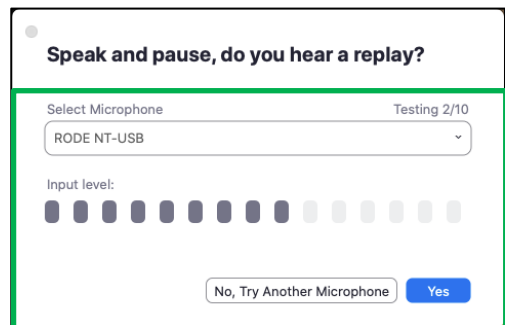 Speak and pause, do you hear a replay?
Select Microphone Testing 2/10
RODE NT-USB
Input level:
No, Try Another Microphone Yes